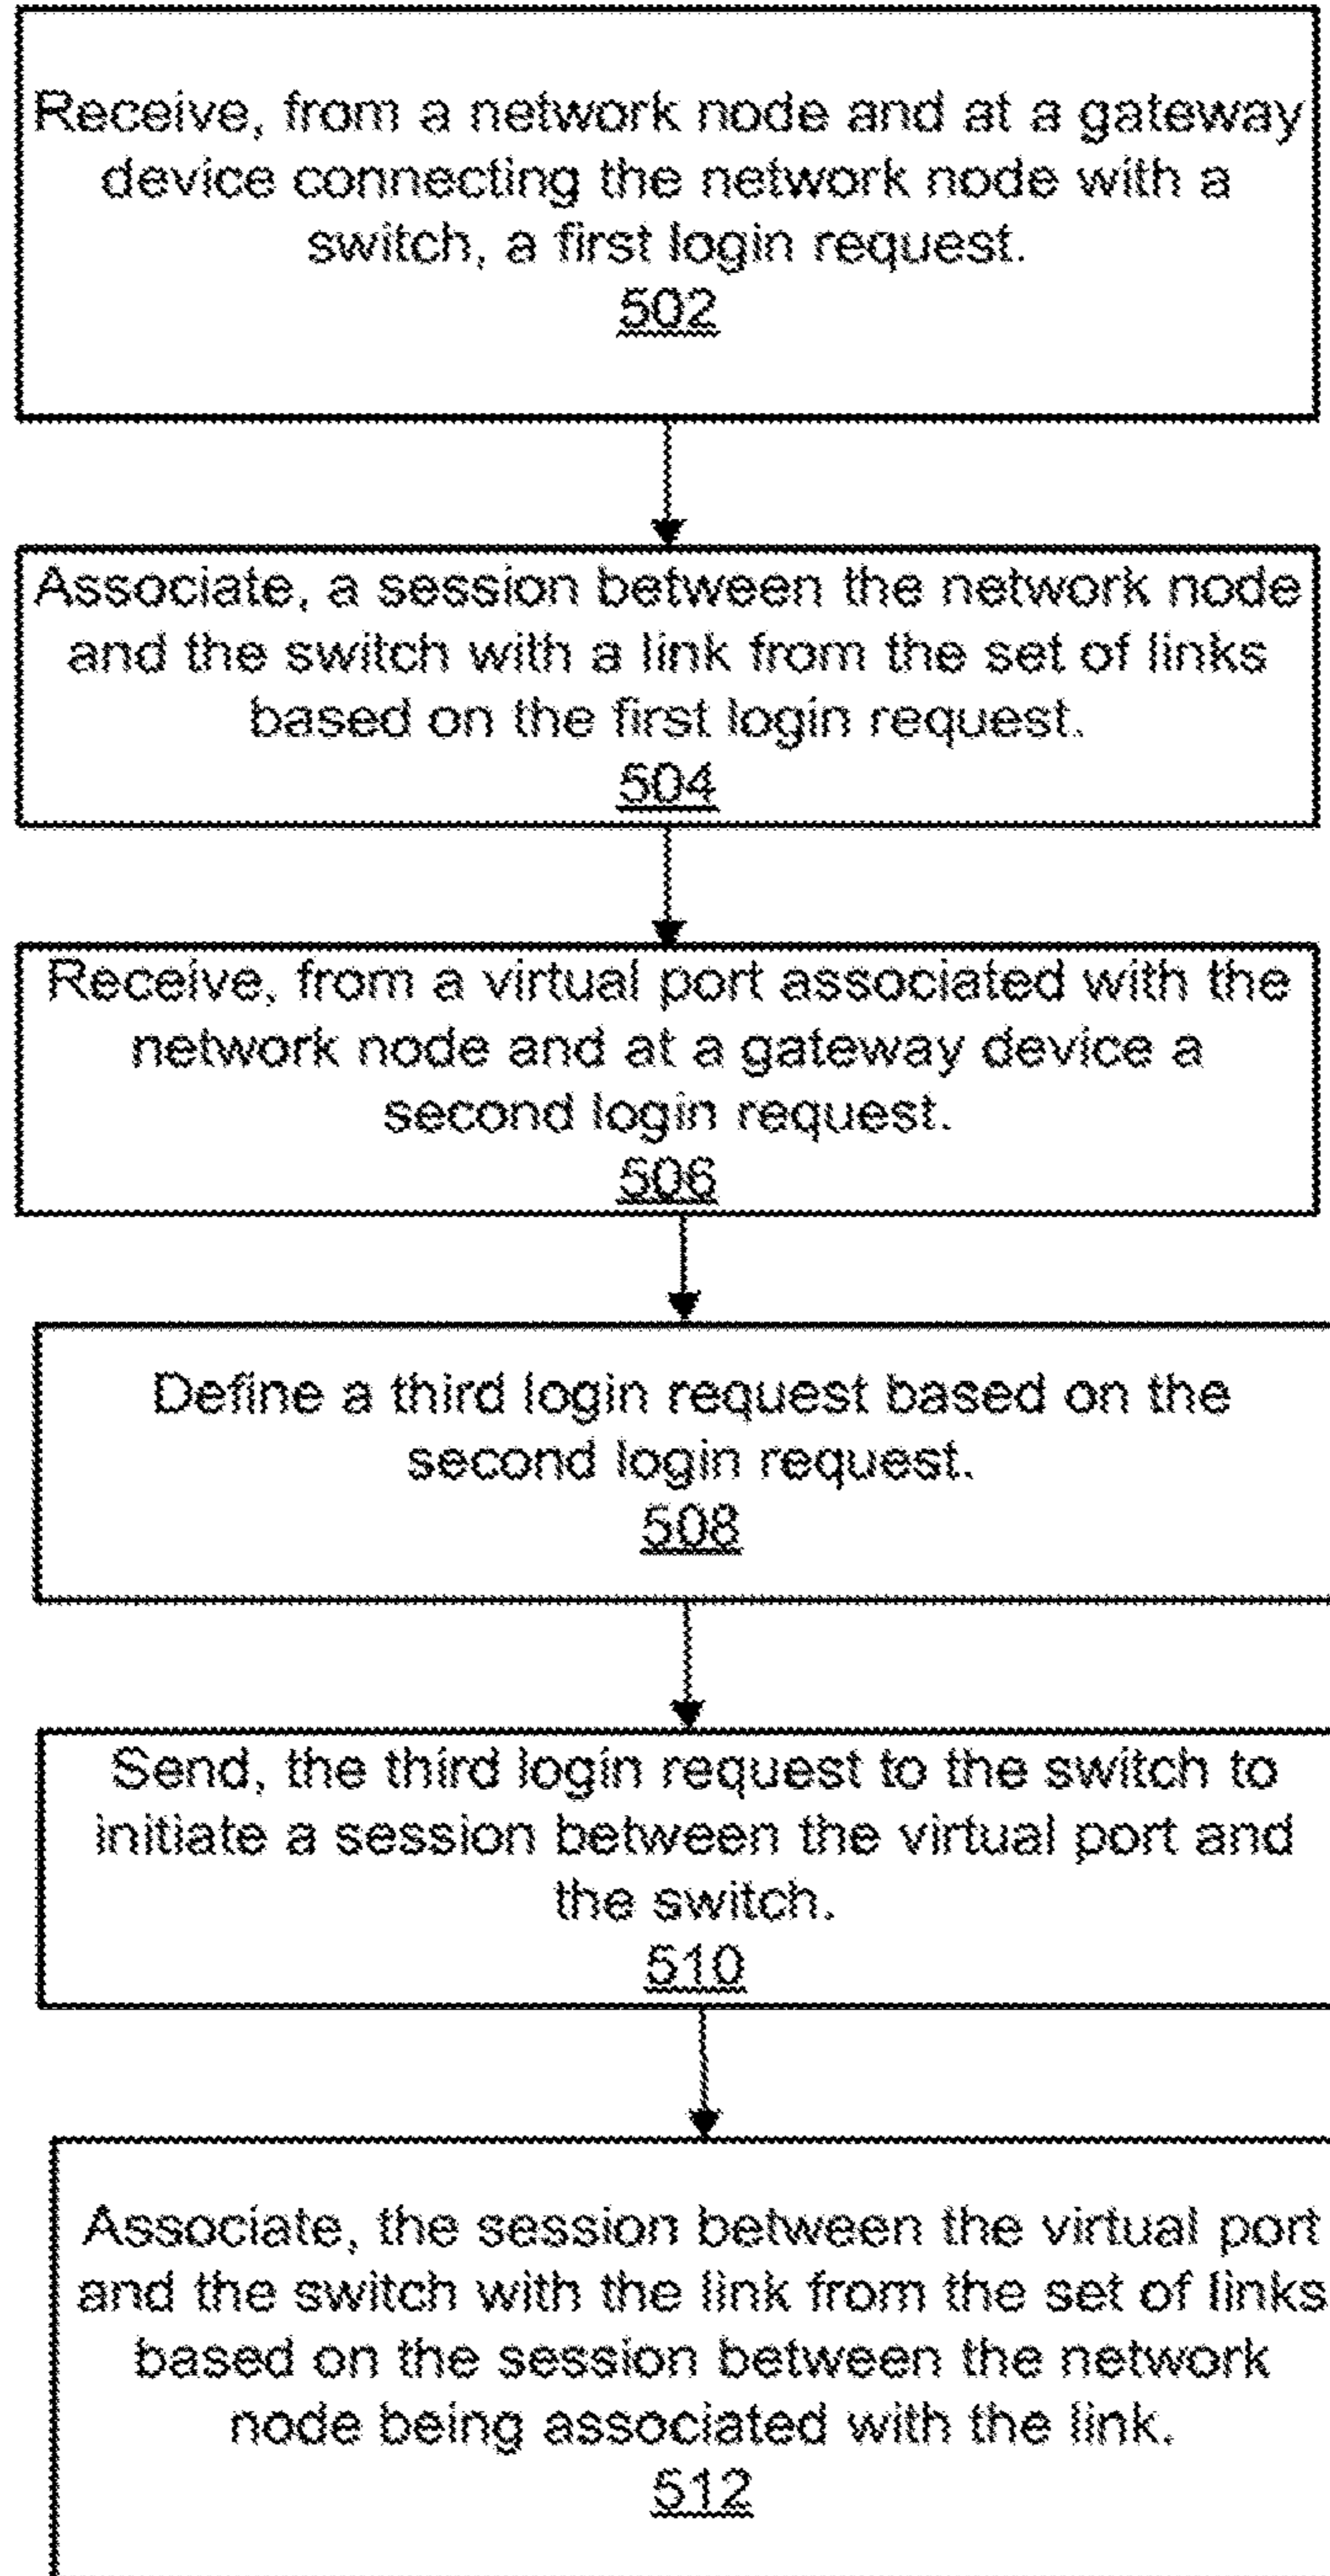 Receive, from a network node and at a gateway
device connecting the network node with a
switch, a first login request.
502
Associate, a session between the network node
and the switch with a link from the set of links
based on the first login request.
504
Receive, from a virtual port associated with the
network node and at a gateway device a
second login request.
506
Define a third login request based on the
second login request.
508
Send, the third login request to the switch to
initiate a session between the virtual port and
the switch.
510
Associate, the session between the virtual port
and the switch with the link from the set of links
based on the session between the network
node being associated with the link.
512